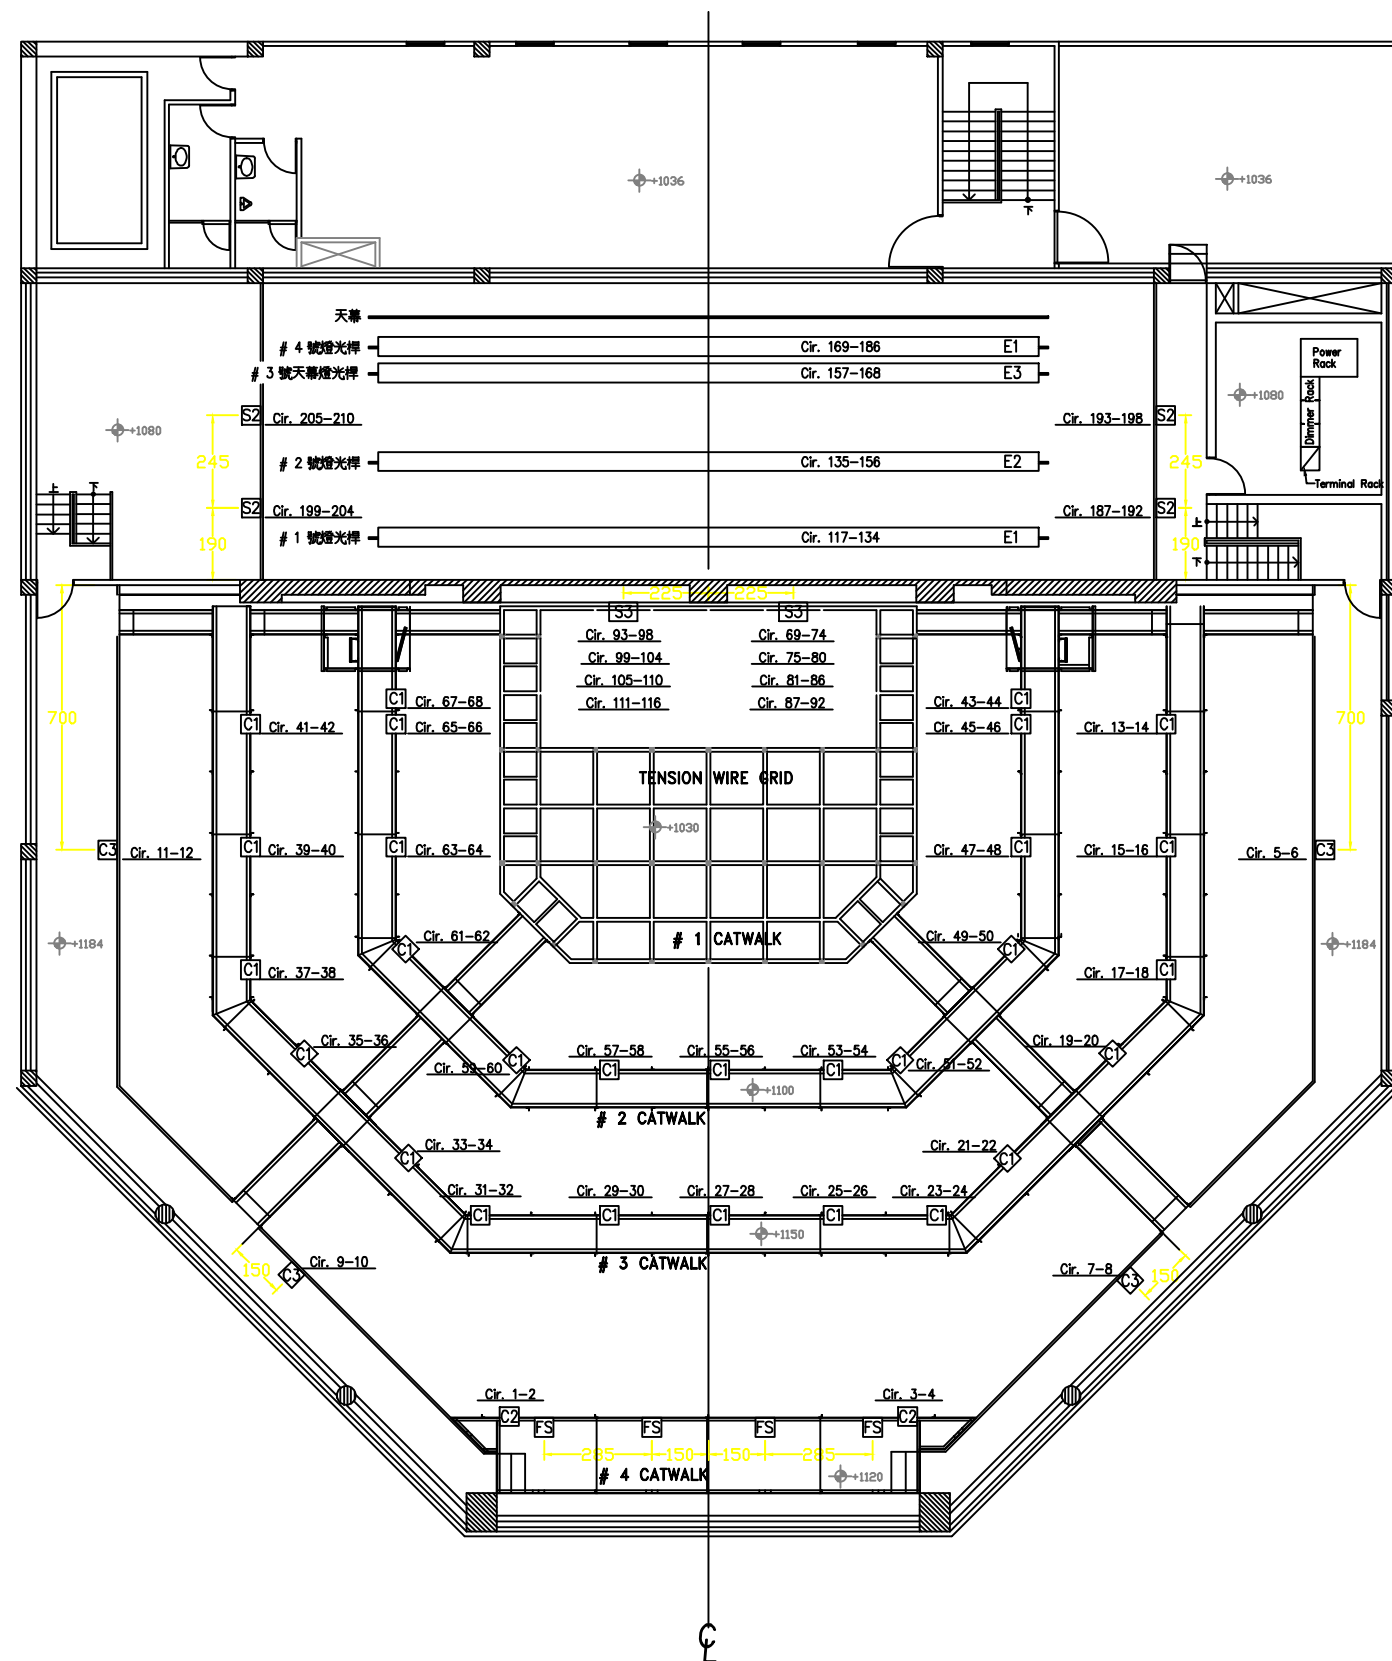 +1036
+1036
下
天幕
# 4 號燈光桿
Cir. 169-186
E1
# 3 號天幕燈光桿
Cir. 157-168
E3
Power
Rack
Dimmer Rack
Terminal Rack
+1080
+1080
S2
Cir. 205-210
Cir. 193-198
S2
245
# 2 號燈光桿
Cir. 135-156
E2
245
上
下
S2
Cir. 199-204
Cir. 187-192
S2
上
190
# 1 號燈光桿
Cir. 117-134
E1
190
下
225
225
S3
S3
Cir. 93-98
Cir. 69-74
Cir. 99-104
Cir. 75-80
Cir. 105-110
Cir. 81-86
Cir. 111-116
Cir. 87-92
C1
Cir. 67-68
Cir. 43-44
C1
700
C1
Cir. 41-42
C1
Cir. 65-66
Cir. 45-46
C1
Cir. 13-14
C1
700
TENSION WIRE GRID
+1030
C3
Cir. 11-12
C1
Cir. 39-40
C1
Cir. 63-64
Cir. 47-48
C1
Cir. 15-16
C1
Cir. 5-6
C3
+1184
C1
Cir. 61-62
# 1 CATWALK
Cir. 49-50
C1
+1184
C1
Cir. 37-38
Cir. 17-18
C1
C1
Cir. 35-36
Cir. 59-60
C1
Cir. 57-58
Cir. 55-56
Cir. 53-54
C1
Cir. 51-52
Cir. 19-20
C1
C1
C1
C1
+1100
# 2 CATWALK
Cir. 33-34
C1
Cir. 21-22
C1
Cir. 31-32
Cir. 29-30
Cir. 27-28
Cir. 25-26
Cir. 23-24
C1
C1
C1
C1
C1
+1150
# 3 CATWALK
150
C3
Cir. 9-10
Cir. 7-8
C3
150
Cir. 1-2
Cir. 3-4
C2
C2
FS
FS
FS
FS
285
150
150
285
# 4 CATWALK
+1120